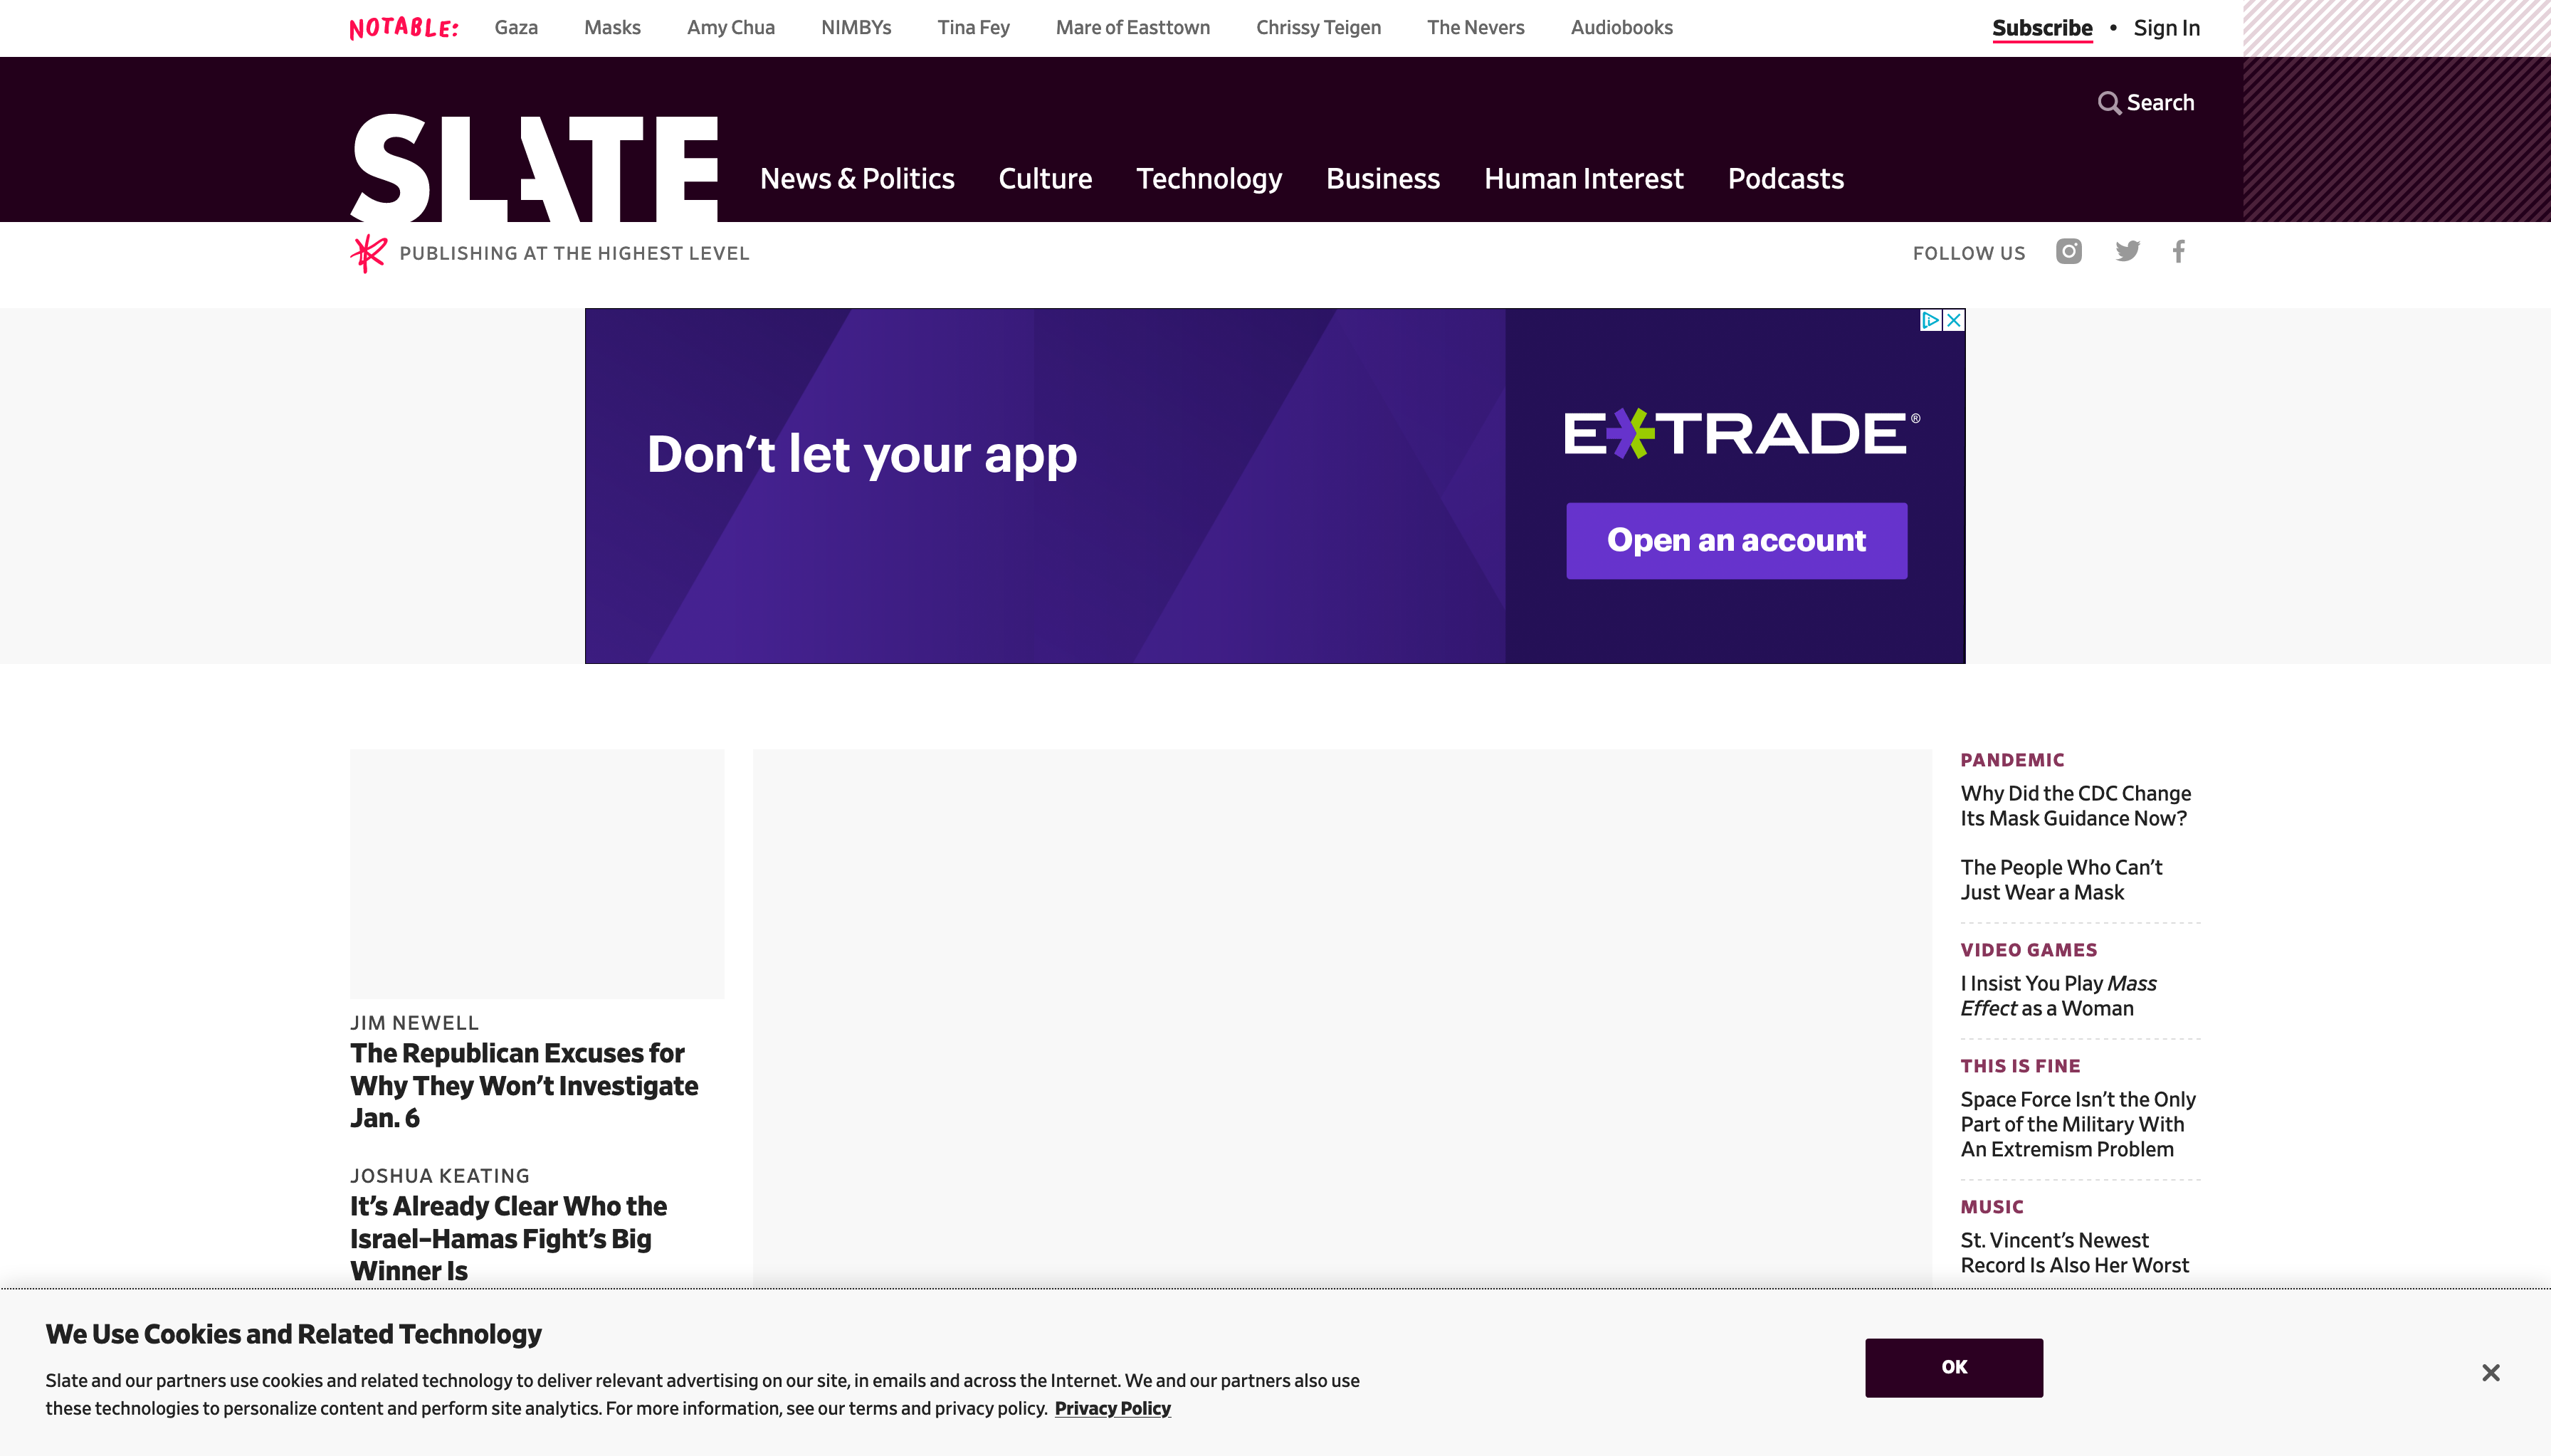 NOTABLE: Gaza Masks Amy Chua NIMBYs Tina Fey Mare of Easttown Chrissy Teigen The Nevers Audiobooks Subscribe • Sign In
Search
SLATE
News & Politics Culture Technology Business Human Interest Podcasts
PUBLISHING AT THE HIGHEST LEVEL
FOLLOW US
Don’t let your app
E*TRADE®
Open an account
JIM NEWELL
The Republican Excuses for
Why They Won’t Investigate
Jan. 6
JOSHUA KEATING
It’s Already Clear Who the
Israel–Hamas Fight’s Big
Winner Is
PANDEMIC
Why Did the CDC Change
Its Mask Guidance Now?
The People Who Can’t
Just Wear a Mask
VIDEO GAMES
I Insist You Play Mass
Effect as a Woman
THIS IS FINE
Space Force Isn’t the Only
Part of the Military With
An Extremism Problem
MUSIC
St. Vincent’s Newest
Record Is Also Her Worst
We Use Cookies and Related Technology
Slate and our partners use cookies and related technology to deliver relevant advertising on our site, in emails and across the Internet. We and our partners also use
these technologies to personalize content and perform site analytics. For more information, see our terms and privacy policy. Privacy Policy
OK